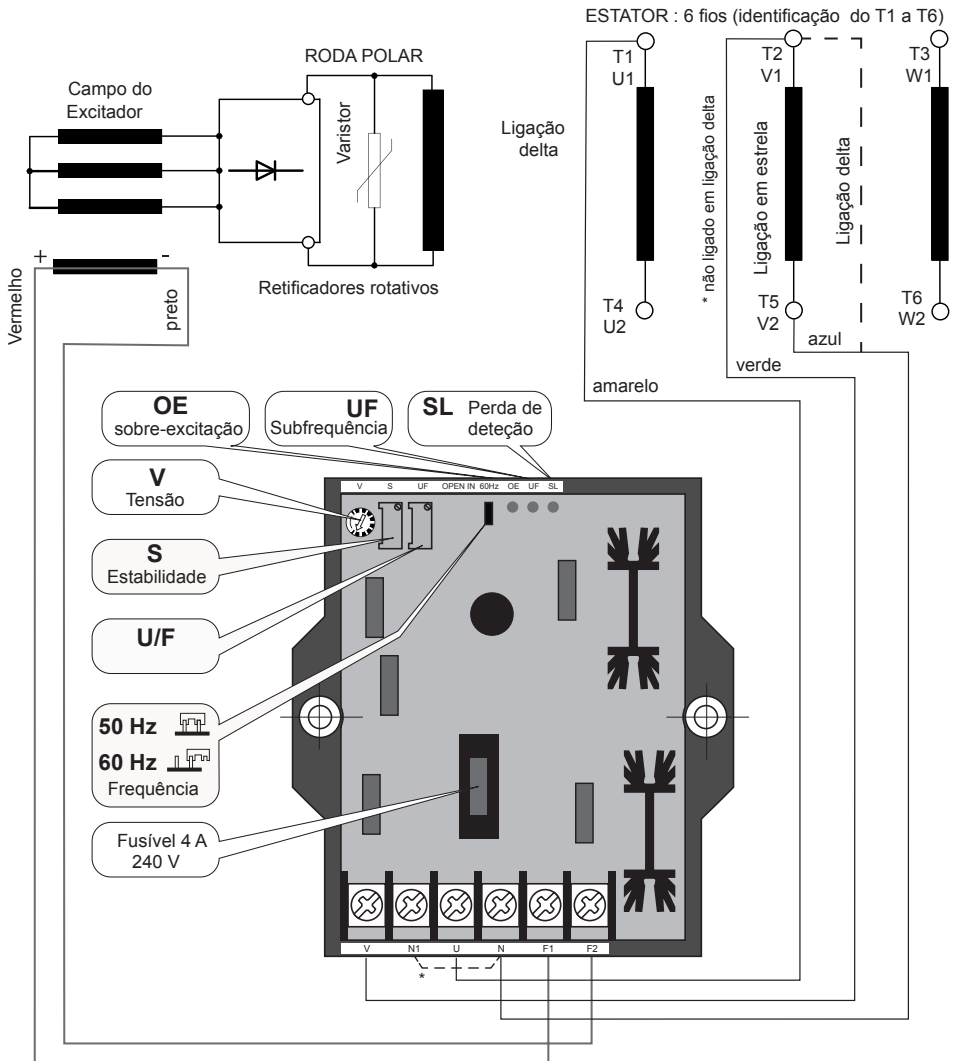 ESTATOR : 6 fios (identificação do T1 a T6)
RODA POLAR
Campo do
Excitador
Varistor
Retificadores rotativos
+
-
Vermelho
preto
Ligação
delta
T1
U1
T4
U2
* não ligado em ligação delta
T2
V1
Ligação em estrela
T5
V2
Ligação delta
T3
W1
T6
W2
azul
verde
amarelo
OE
sobre-excitação
UF
Subfrequência
SL Perda de
deteção
V
Tensão
S
Estabilidade
U/F
50 Hz
60 Hz
Frequência
Fusível 4 A
240 V
V S UF OPEN IN 60Hz OE UF SL
V N1 U N F1 F2
*